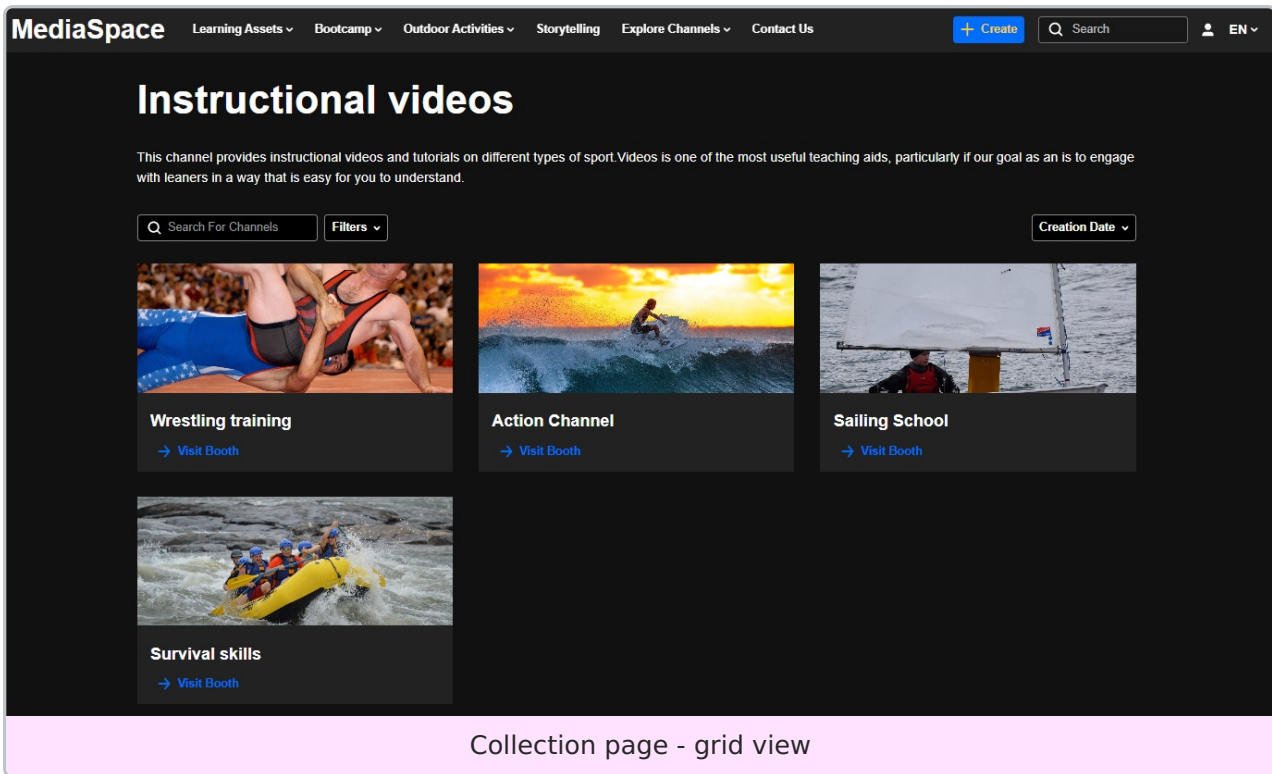 MediaSpace Learning Assets Bootcamp Outdoor Activities Storytelling Explore Channels Contact Us + Create Search EN
Instructional videos
This channel provides instructional videos and tutorials on different types of sport.Videos is one of the most useful teaching aids, particularly if our goal as an is to engage
with leaners in a way that is easy for you to understand.
Search For Channels Filters Creation Date
Wrestling training Action Channel Sailing School
Visit Booth Visit Booth Visit Booth
Survival skills
Visit Booth
Collection page - grid view